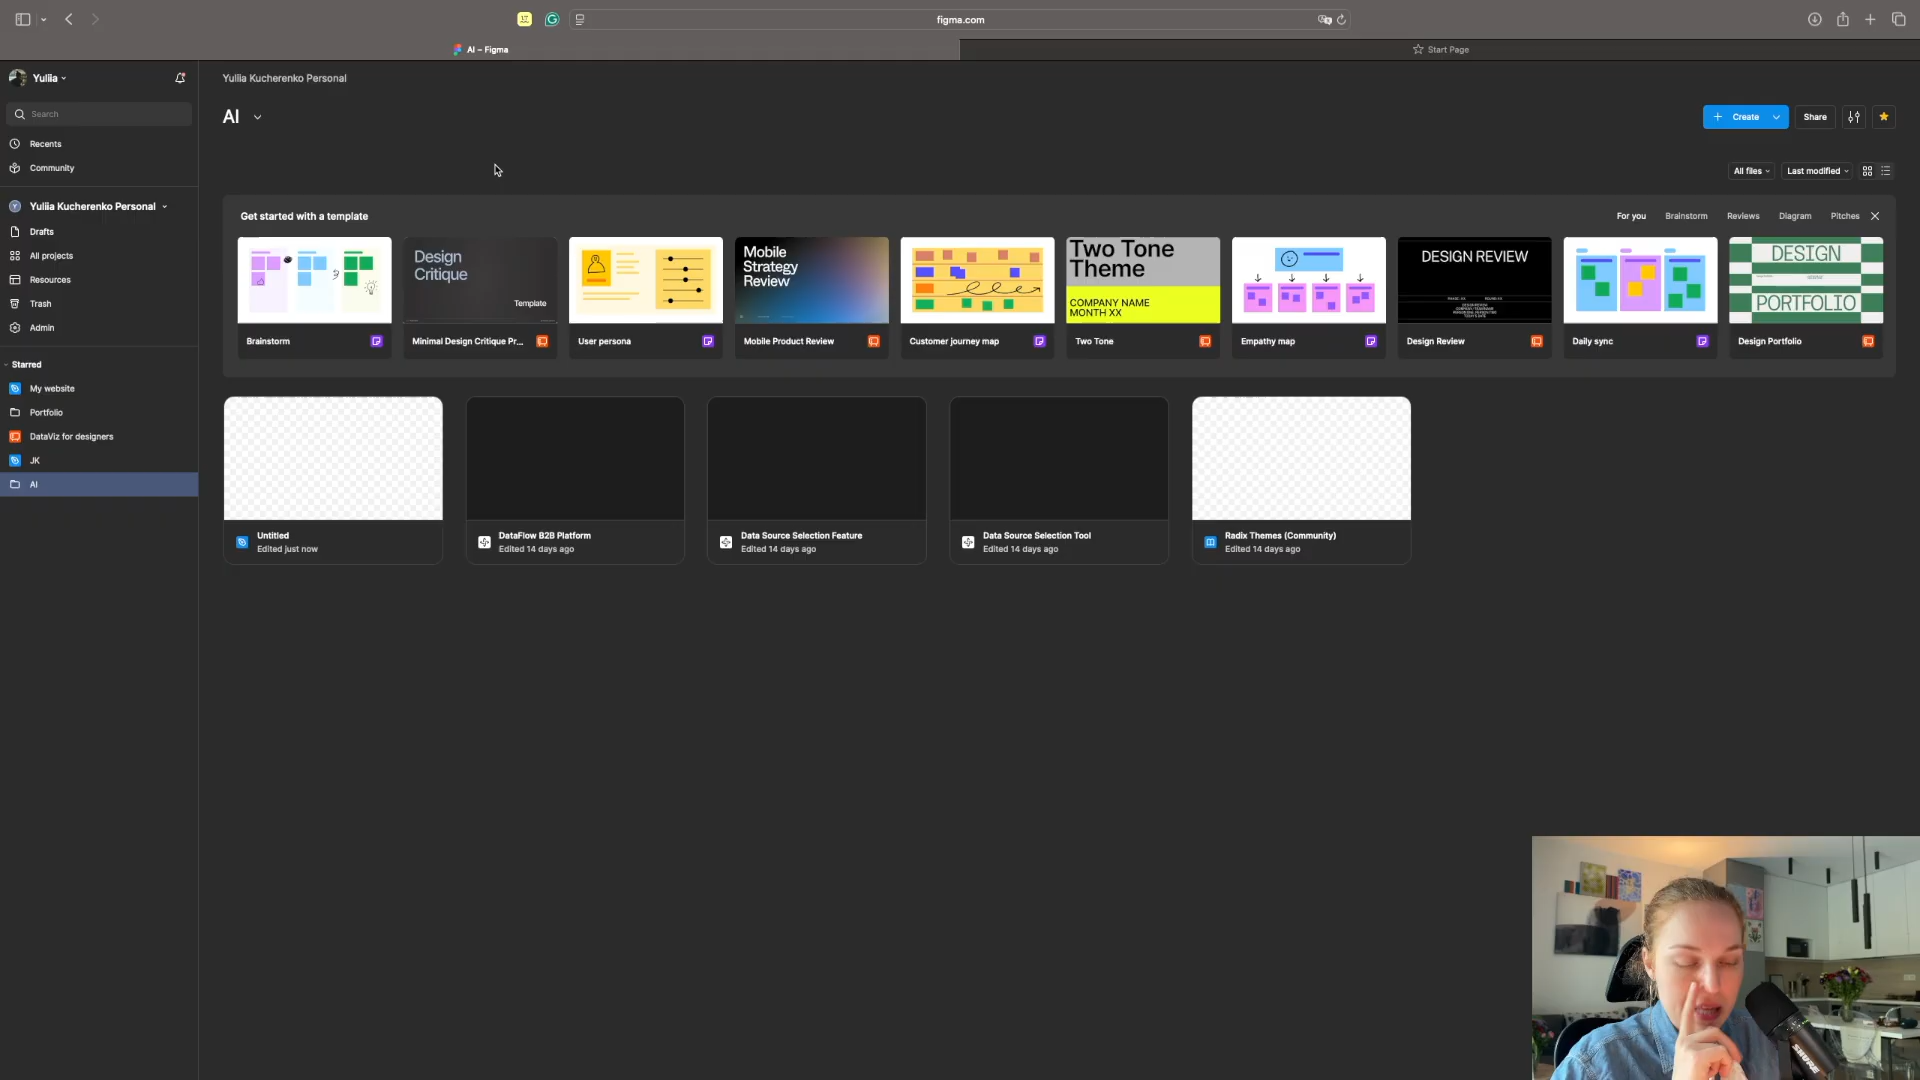 figma.com
AI – Figma
Start Page
Yuliia
Yuliia Kucherenko Personal
Search
AI
Create
Share
Recents
Community
All files
Last modified
Yuliia Kucherenko Personal
Get started with a template
For you
Brainstorm
Reviews
Diagram
Pitches
Drafts
All projects
Resources
Trash
Admin
Design
Critique
Template
Mobile
Strategy
Review
Two Tone
Theme
COMPANY NAME
MONTH XX
DESIGN REVIEW
DESIGN
PORTFOLIO
Brainstorm
Minimal Design Critique Pr...
User persona
Mobile Product Review
Customer journey map
Two Tone
Empathy map
Design Review
Daily sync
Design Portfolio
Starred
My website
Portfolio
DataViz for designers
JK
AI
Untitled
Edited just now
DataFlow B2B Platform
Edited 14 days ago
Data Source Selection Feature
Edited 14 days ago
Data Source Selection Tool
Edited 14 days ago
Radix Themes (Community)
Edited 14 days ago
SHURE